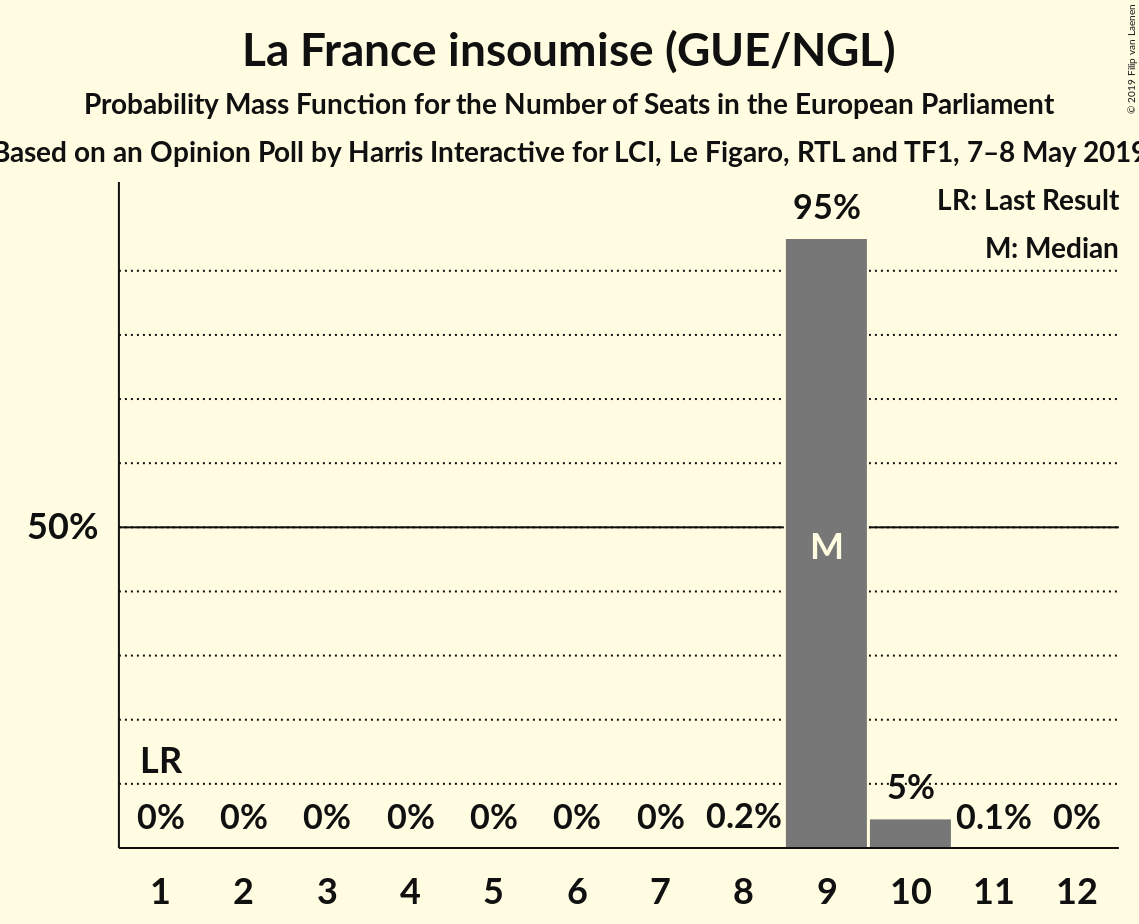 La France insoumise (GUE/NGL)
Probability Mass Function for the Number of Seats in the European Parliament
Based on an Opinion Poll by Harris Interactive for LCI, Le Figaro, RTL and TF1, 7–8 May 2019
© 2019 Filip van Laenen
LR: Last Result
M: Median
95%
50%
M
LR
5%
0% 0% 0% 0% 0% 0% 0% 0.2% 0.1% 0%
1 2 3 4 5 6 7 8 9 10 11 12